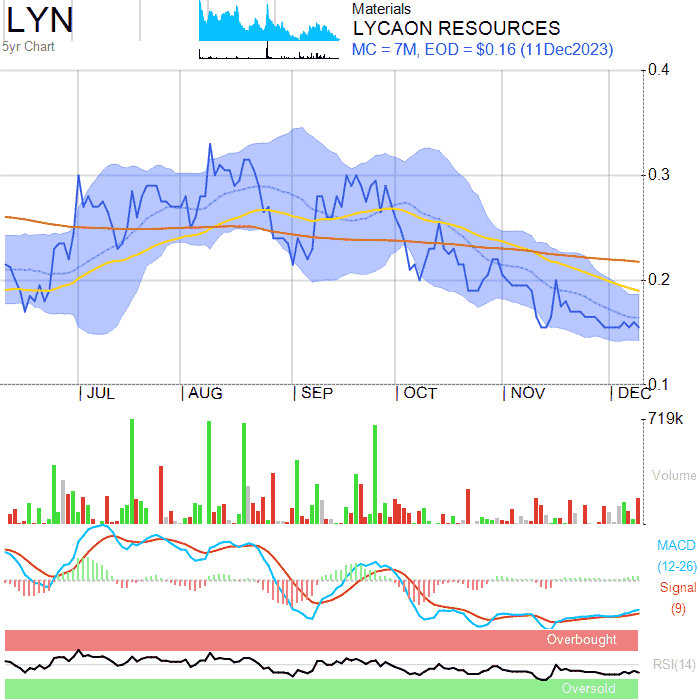 LYN
5yr Chart
Materials
LYCAON RESOURCES
MC = 7M, EOD = $0.16 (11Dec2023)
0.4
0.3
0.2
0.1
JUL AUG SEP OCT NOV DEC
719k
Volume
MACD
(12-26)
Signal
(9)
Overbought
RSI(14)
Oversold